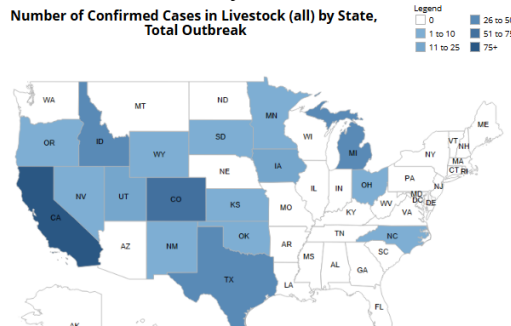 Number of Confirmed Cases in Livestock (all) by State,
Total Outbreak
Legend
0
1 to 10
11 to 25
26 to 50
51 to 75
75+
WA
MT
ND
MN
ME
OR
ID
WY
SD
WI
MI
NY
VT
NH
MA
CT
RI
NV
UT
CO
NE
IA
IL
IN
OH
PA
NJ
MD
DC
DE
CA
KS
MO
KY
WV
VA
AZ
NM
OK
AR
TN
NC
SC
TX
LA
MS
AL
GA
FL
AK